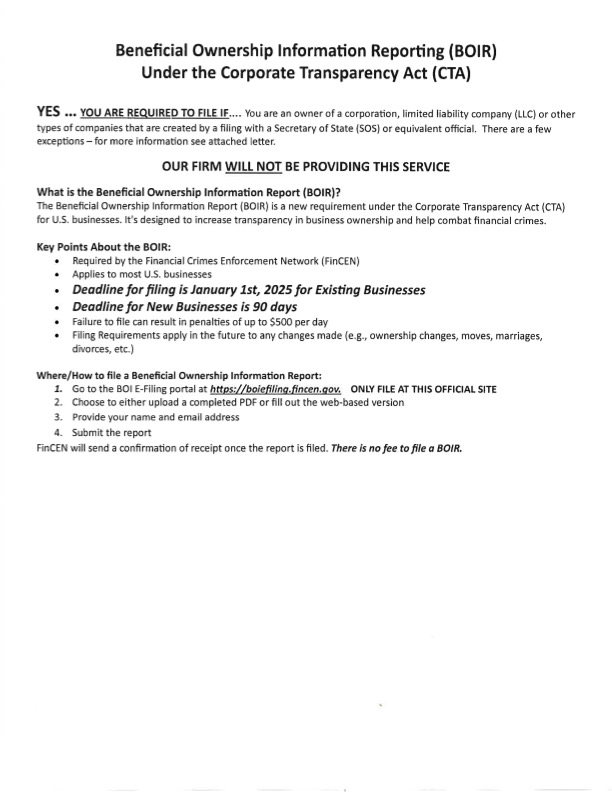 Beneficial Ownership Information Reporting (BOIR)
Under the Corporate Transparency Act (CTA)
YES ... YOU ARE REQUIRED TO FILE IF.... You are an owner of a corporation, limited liability company (LLC) or other
types of companies that are created by a filing with a Secretary of State (SOS) or equivalent official. There are a few
exceptions – for more information see attached letter.
OUR FIRM WILL NOT BE PROVIDING THIS SERVICE
What is the Beneficial Ownership Information Report (BOIR)?
The Beneficial Ownership Information Report (BOIR) is a new requirement under the Corporate Transparency Act (CTA)
for U.S. businesses. It's designed to increase transparency in business ownership and help combat financial crimes.
Key Points About the BOIR:
• Required by the Financial Crimes Enforcement Network (FinCEN)
• Applies to most U.S. businesses
• Deadline for filing is January 1st, 2025 for Existing Businesses
• Deadline for New Businesses is 90 days
• Failure to file can result in penalties of up to $500 per day
• Filing Requirements apply in the future to any changes made (e.g., ownership changes, moves, marriages,
divorces, etc.)
Where/How to file a Beneficial Ownership Information Report:
1. Go to the BOI E-Filing portal at https://boiefiling.fincen.gov. ONLY FILE AT THIS OFFICIAL SITE
2. Choose to either upload a completed PDF or fill out the web-based version
3. Provide your name and email address
4. Submit the report
FinCEN will send a confirmation of receipt once the report is filed. There is no fee to file a BOIR.